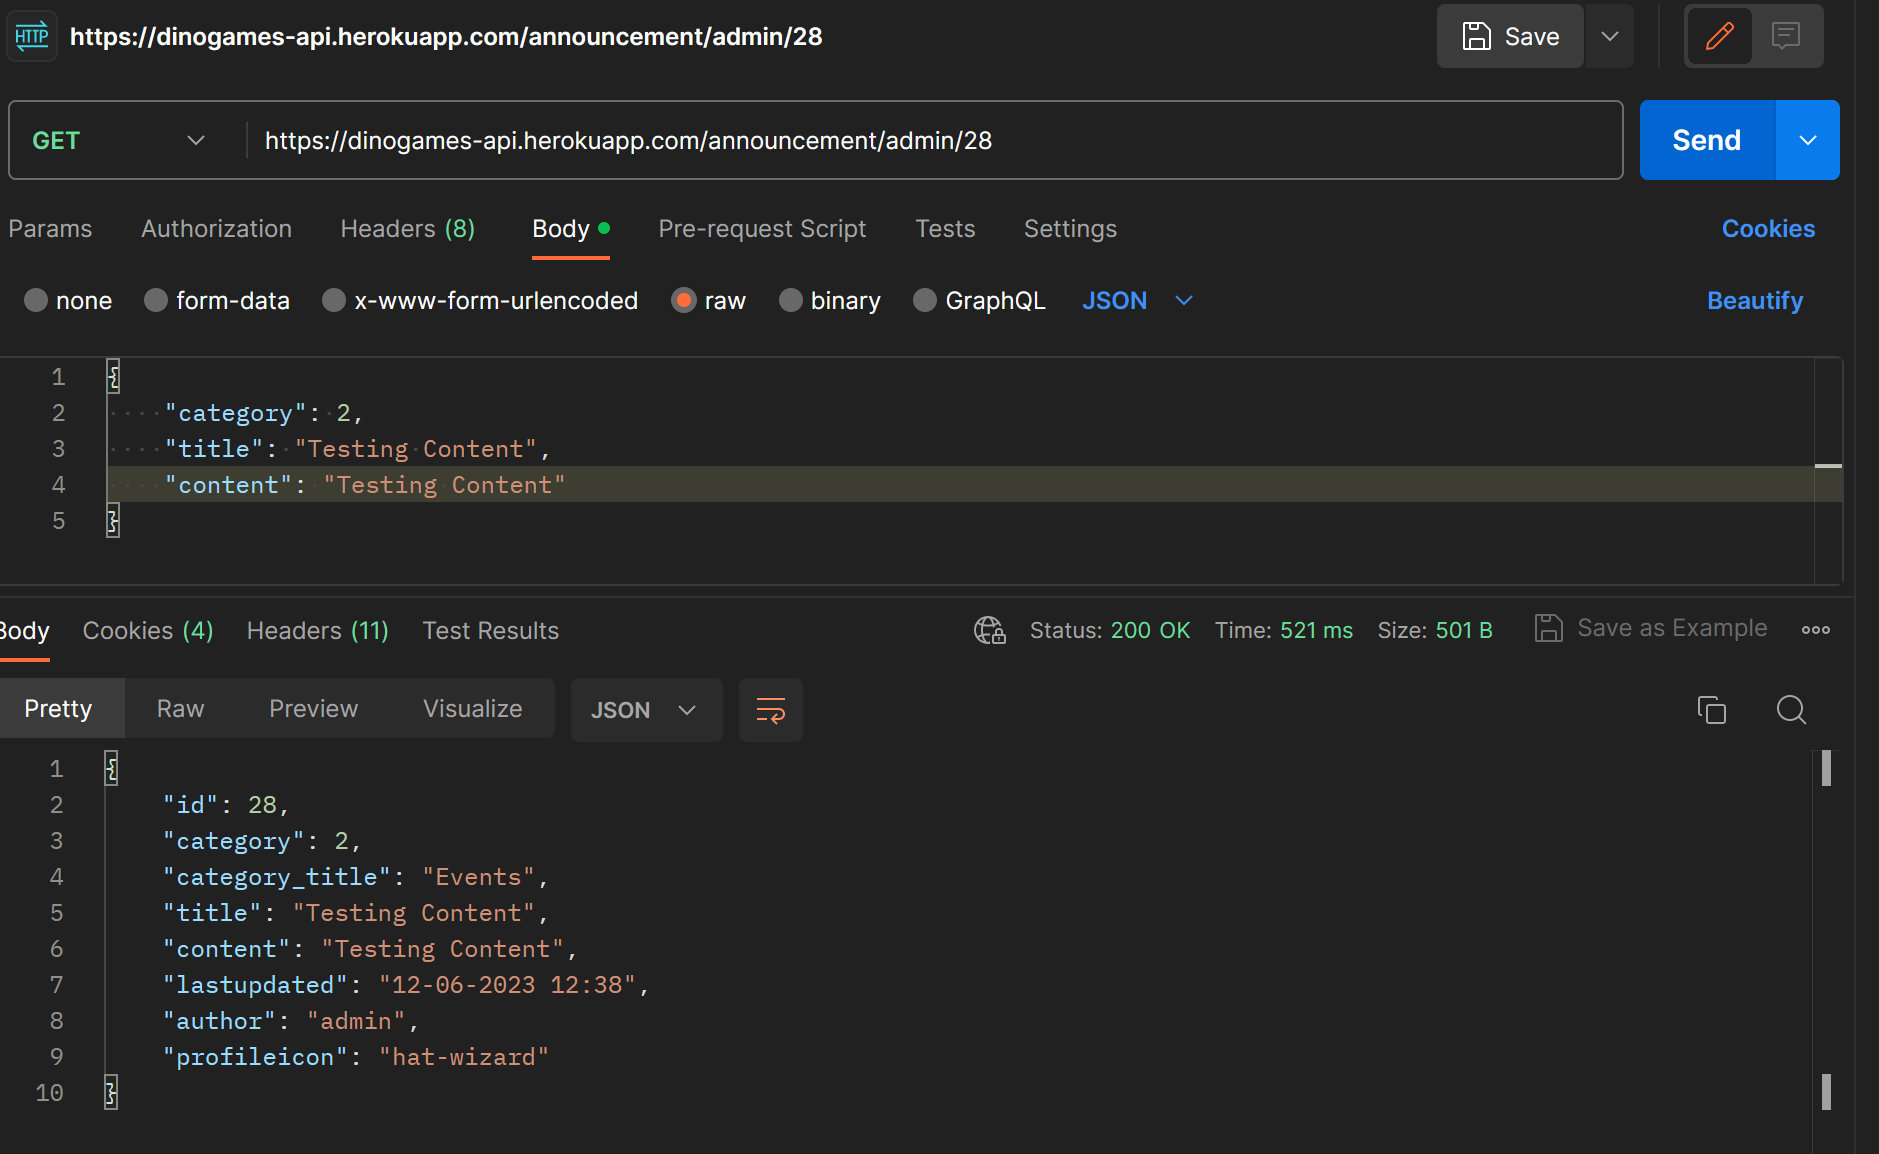 HTTP https://dinogames-api.herokuapp.com/announcement/admin/28 Save
GET https://dinogames-api.herokuapp.com/announcement/admin/28 Send
Params Authorization Headers (8) Body Pre-request Script Tests Settings Cookies
none form-data x-www-form-urlencoded raw binary GraphQL JSON Beautify
1 {
2 "category": 2,
3 "title": "Testing Content",
4 "content": "Testing Content"
5 }
Body Cookies (4) Headers (11) Test Results Status: 200 OK Time: 521 ms Size: 501 B Save as Example
Pretty Raw Preview Visualize JSON
1 {
2 "id": 28,
3 "category": 2,
4 "category_title": "Events",
5 "title": "Testing Content",
6 "content": "Testing Content",
7 "lastupdated": "12-06-2023 12:38",
8 "author": "admin",
9 "profileicon": "hat-wizard"
10 }